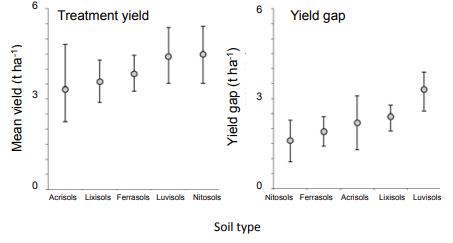 Treatment yield
Mean yield (t ha⁻¹)
6
3
0
Acrisols Lixisols Ferrasols Luvisols Nitosols
Yield gap
Yield gap (t ha⁻¹)
6
3
0
Nitosols Ferrasols Acrisols Lixisols Luvisols
Soil type